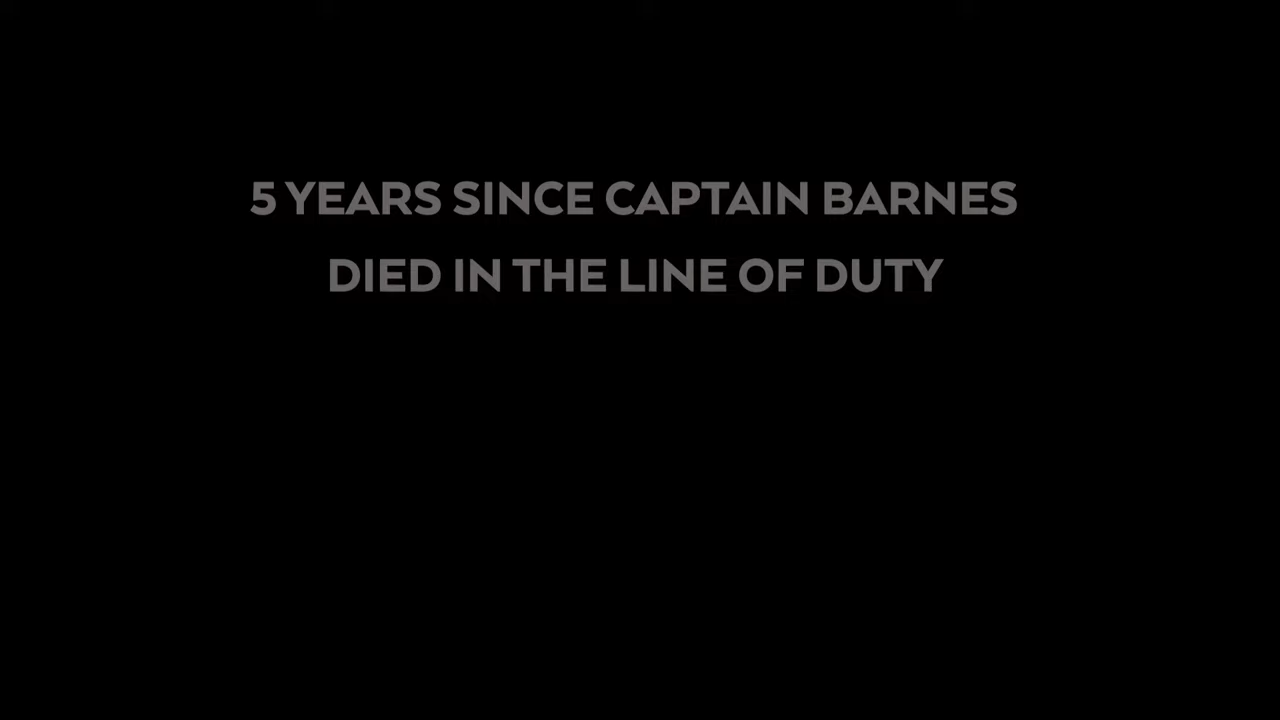 5 YEARS SINCE CAPTAIN BARNES
DIED IN THE LINE OF DUTY